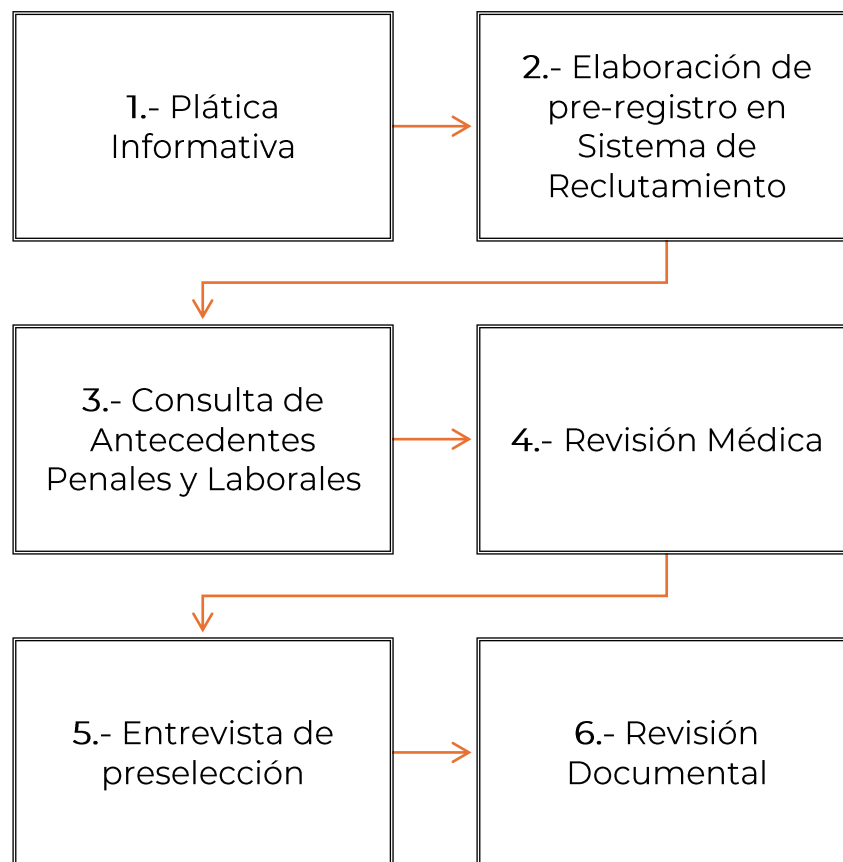 1.- Plática
Informativa
2.- Elaboración de
pre-registro en
Sistema de
Reclutamiento
3.- Consulta de
Antecedentes
Penales y Laborales
4.- Revisión Médica
5.- Entrevista de
preselección
6.- Revisión
Documental